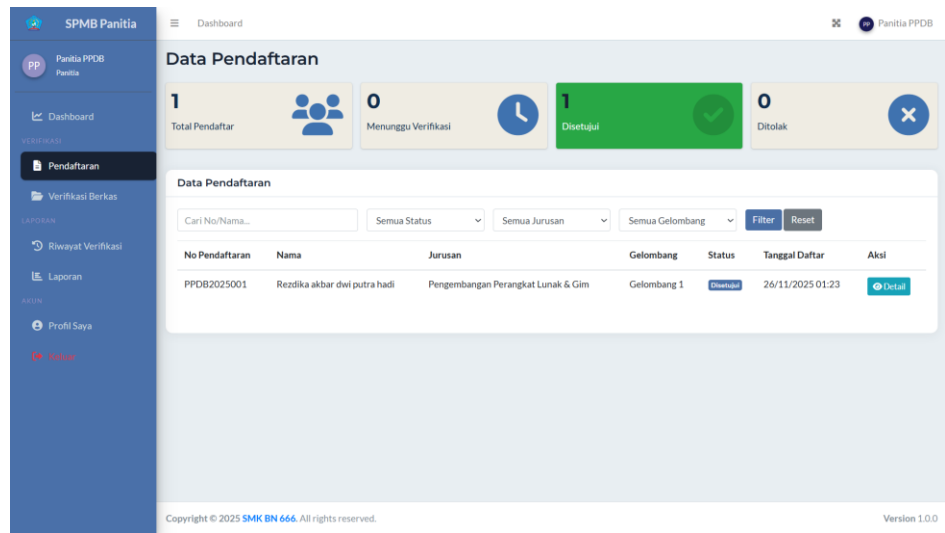 SPMB Panitia
Dashboard
PP Panitia PPDB
PP
Panitia PPDB
Panitia
Dashboard
VERIFIKASI
Pendaftaran
Verifikasi Berkas
LAPORAN
Riwayat Verifikasi
Laporan
AKUN
Profil Saya
Keluar
Data Pendaftaran
1
Total Pendaftar
0
Menunggu Verifikasi
1
Disetujui
0
Ditolak
Data Pendaftaran
Cari No/Nama... Semua Status Semua Jurusan Semua Gelombang Filter Reset
No Pendaftaran Nama Jurusan Gelombang Status Tanggal Daftar Aksi
PPDB2025001 Rezdika akbar dwi putra hadi Pengembangan Perangkat Lunak & Gim Gelombang 1 Disetujui 26/11/2025 01:23 Detail
Copyright © 2025 SMK BN 666. All rights reserved. Version 1.0.0